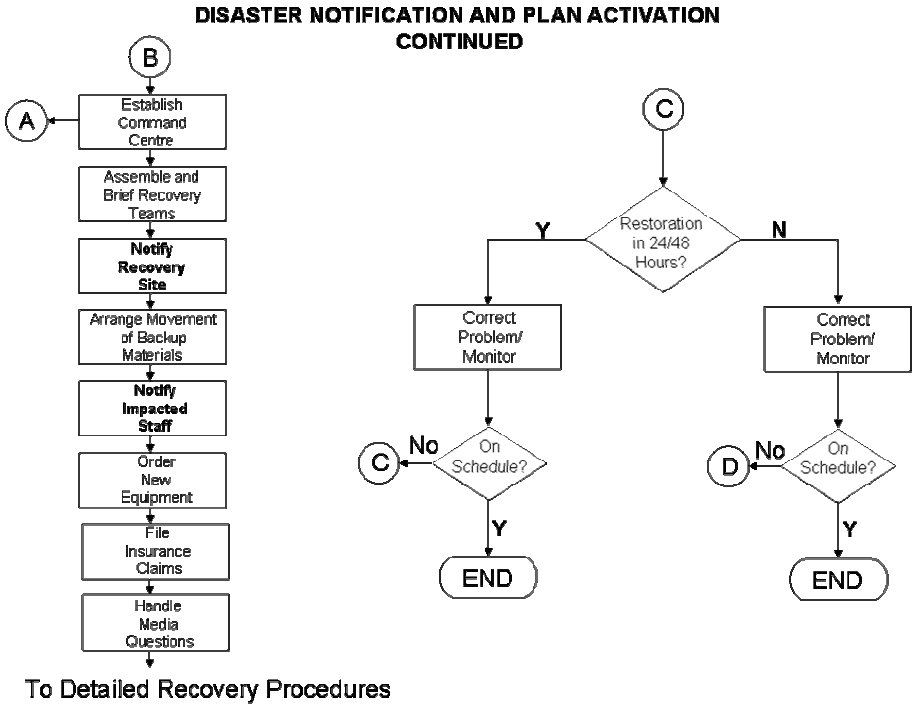 DISASTER NOTIFICATION AND PLAN ACTIVATION
CONTINUED
B
A
Establish
Command
Centre
Assemble and
Brief Recovery
Teams
Notify
Recovery
Site
Arrange Movement
of Backup
Materials
Notify
Impacted
Staff
Order
New
Equipment
File
Insurance
Claims
Handle
Media
Questions
To Detailed Recovery Procedures
C
Restoration
in 24/48
Hours?
Y
N
Correct
Problem/
Monitor
On
Schedule?
No
C
Y
END
Correct
Problem/
Monitor
On
Schedule?
No
D
Y
END